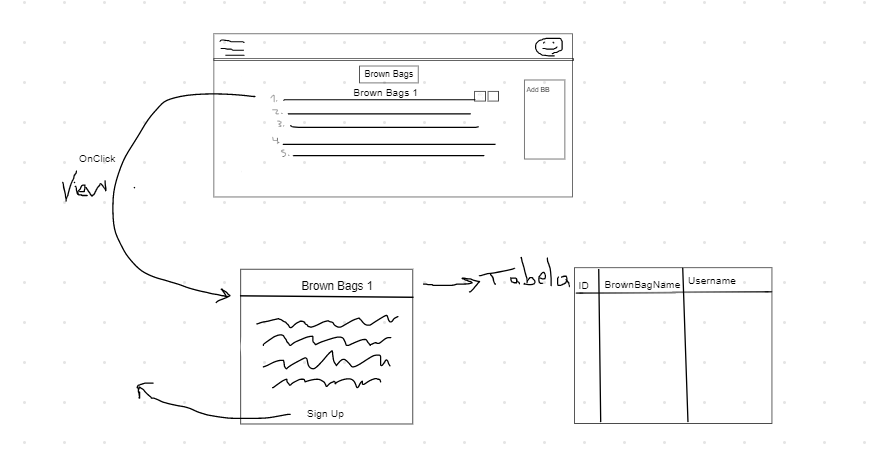 Brown Bags
Brown Bags 1
Add BB
1.
2.
3.
4.
5.
OnClick
View
Brown Bags 1
Sign Up
Tabela
ID BrownBagName Username